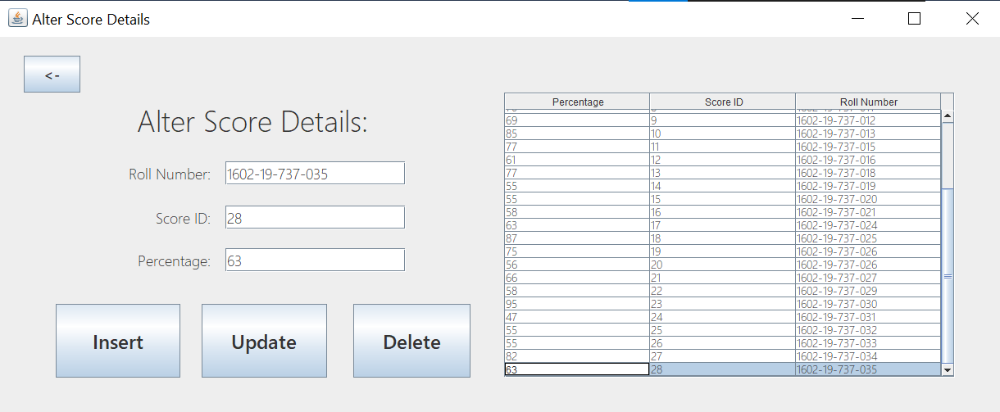 Alter Score Details
<-
Alter Score Details:
Roll Number: 1602-19-737-035
Score ID: 28
Percentage: 63
Insert Update Delete
Percentage Score ID Roll Number
69 9 1602-19-737-012
85 10 1602-19-737-013
77 11 1602-19-737-015
61 12 1602-19-737-016
77 13 1602-19-737-018
55 14 1602-19-737-019
55 15 1602-19-737-020
58 16 1602-19-737-021
63 17 1602-19-737-024
87 18 1602-19-737-025
75 19 1602-19-737-026
56 20 1602-19-737-026
66 21 1602-19-737-027
58 22 1602-19-737-029
95 23 1602-19-737-030
47 24 1602-19-737-031
55 25 1602-19-737-032
55 26 1602-19-737-033
82 27 1602-19-737-034
63 28 1602-19-737-035